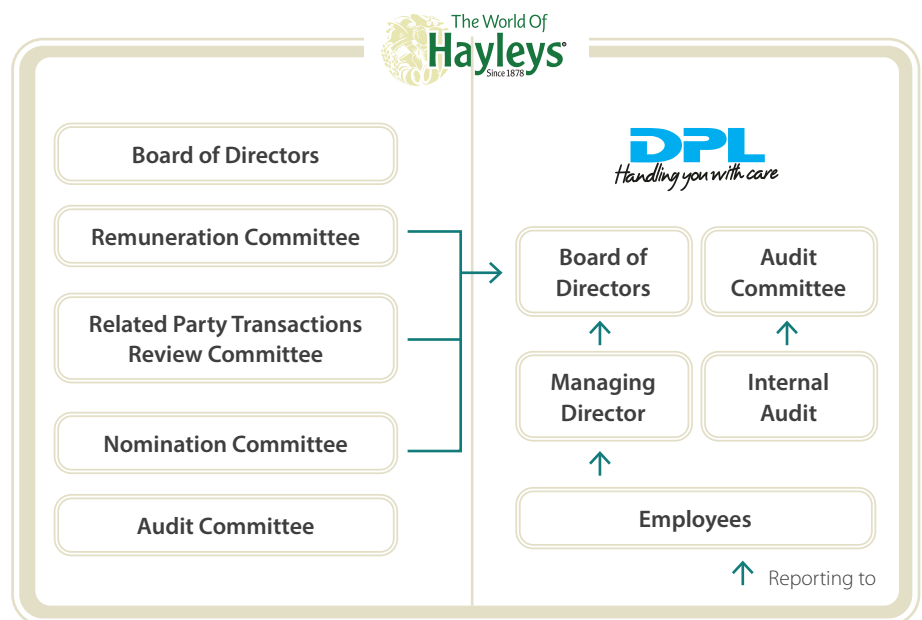 The World Of
Hayleys
Since 1878
Board of Directors
Remuneration Committee
Related Party Transactions
Review Committee
Nomination Committee
Audit Committee
DPL
Handling you with care
Board of
Directors
Audit
Committee
Managing
Director
Internal
Audit
Employees
Reporting to